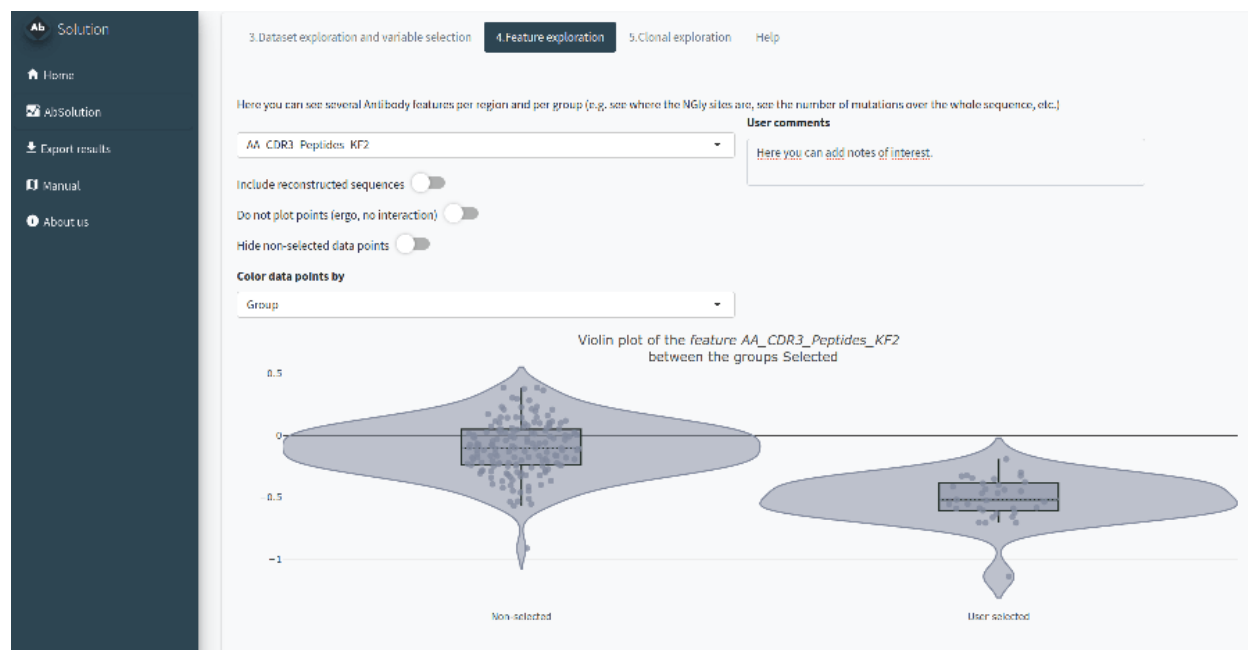 Ab Solution
Home
AbSolution
Export results
Manual
About us
3.Dataset exploration and variable selection
4.Feature exploration
5.Clonal exploration
Help
Here you can see several Antibody features per region and per group (e.g. see where the NGly sites are, see the number of mutations over the whole sequence, etc.)
AA_CDR3_Peptides_KF2
User comments
Here you can add notes of interest.
Include reconstructed sequences
Do not plot points (ergo, no interaction)
Hide non-selected data points
Color data points by
Group
Violin plot of the feature AA_CDR3_Peptides_KF2
between the groups Selected
0.5
0
−0.5
−1
Non-selected
User selected